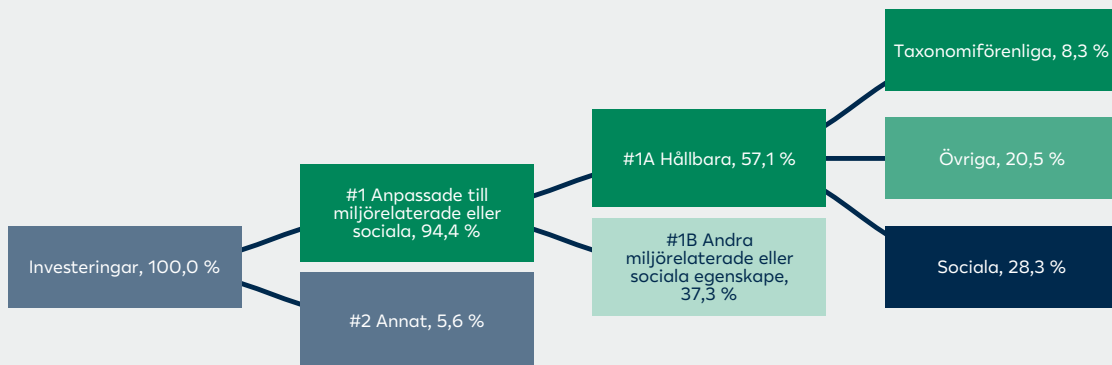 Investeringar, 100,0 %
#1 Anpassade till
miljörelaterade eller
sociala, 94,4 %
#2 Annat, 5,6 %
#1A Hållbara, 57,1 %
#1B Andra
miljörelaterade eller
sociala egenskape,
37,3 %
Taxonomiförenliga, 8,3 %
Övriga, 20,5 %
Sociala, 28,3 %